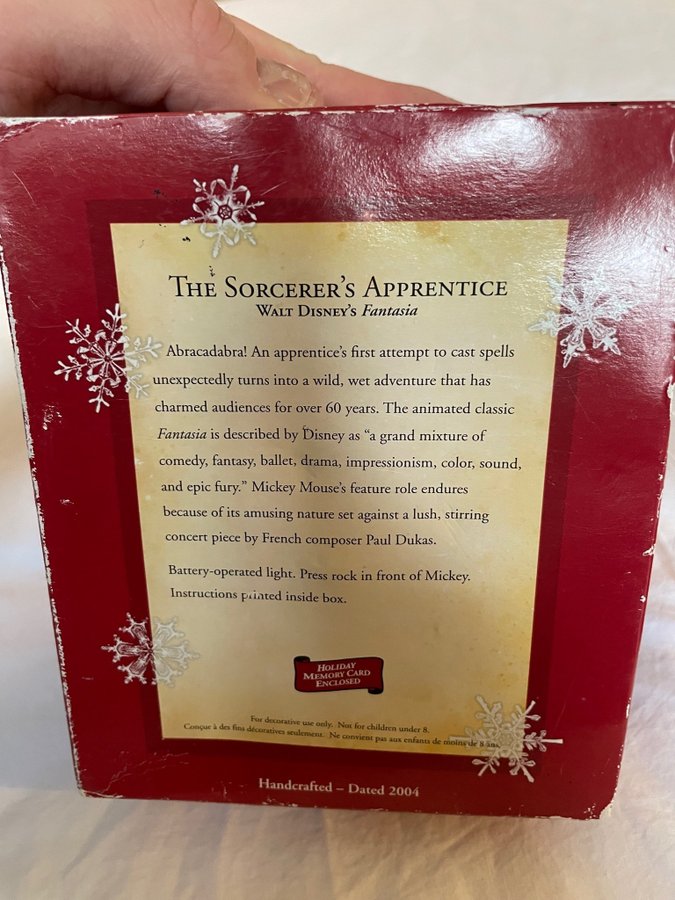 THE SORCERER'S APPRENTICE
WALT DISNEY'S Fantasia
Abracadabra! An apprentice's first attempt to cast spells
unexpectedly turns into a wild, wet adventure that has
charmed audiences for over 60 years. The animated classic
Fantasia is described by Disney as "a grand mixture of
comedy, fantasy, ballet, drama, impressionism, color, sound,
and epic fury." Mickey Mouse's feature role endures
because of its amusing nature set against a lush, stirring
concert piece by French composer Paul Dukas.
Battery-operated light. Press rock in front of Mickey.
Instructions printed inside box.
HOLIDAY
MEMORY CARD
ENCLOSED
For decorative use only. Not for children under 8.
Conçue à des fins décoratives seulement. Ne convient pas aux enfants de moins de 8 ans.
Handcrafted – Dated 2004